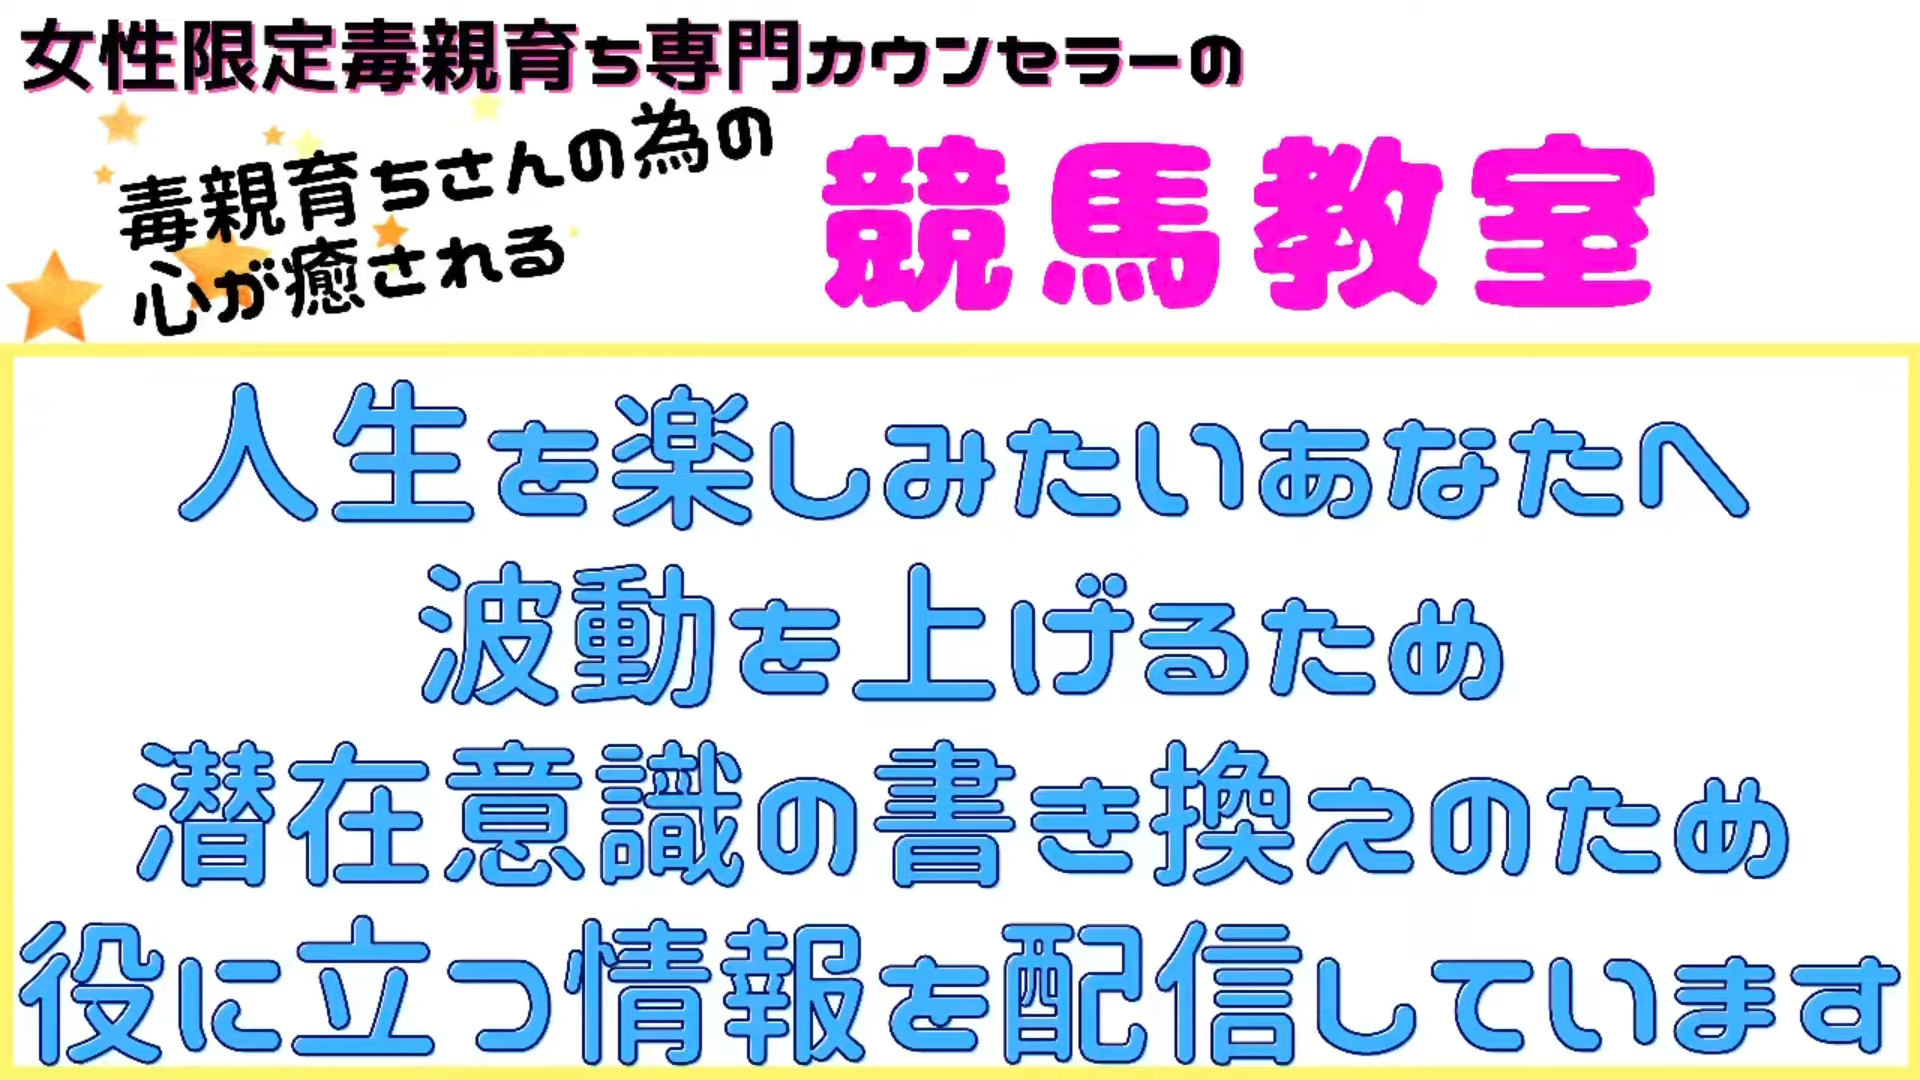 女性限定毒親育ち専門カウンセラーの
毒親育ちさんの為の
心が癒される
競馬教室
人生を楽しみたいあなたへ
波動を上げるため
潜在意識の書き換えのため
役に立つ情報を配信しています